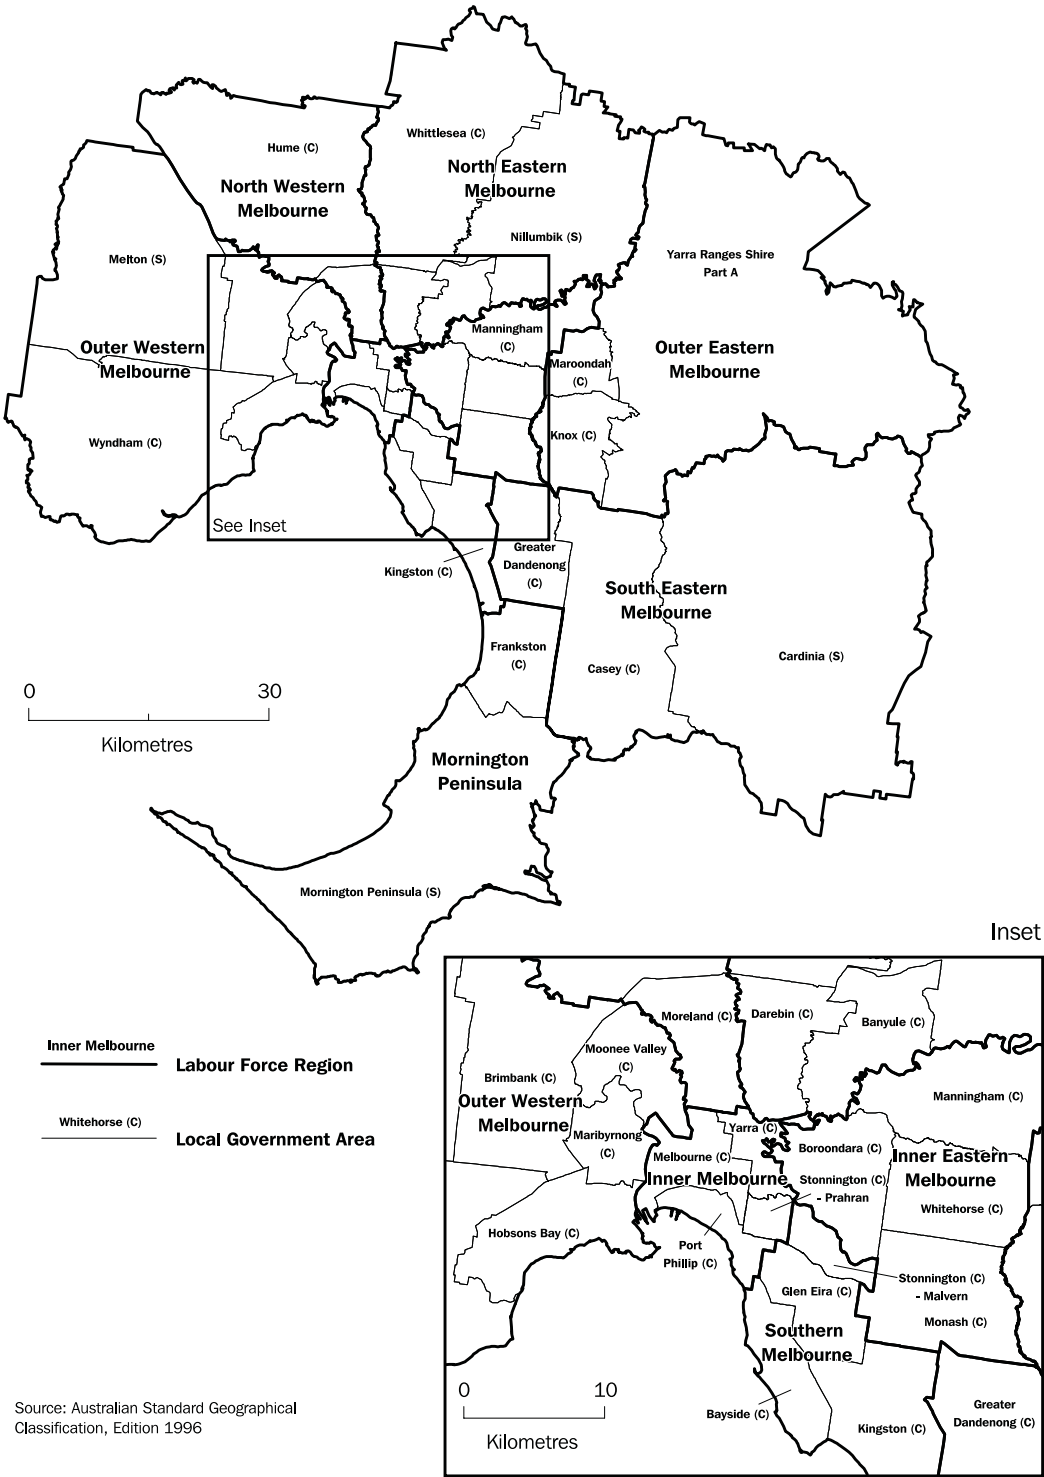 Whittlesea (C)
Hume (C)
North Eastern
Melbourne
North Western
Melbourne
Nillumbik (S)
Melton (S)
Yarra Ranges Shire
Part A
Manningham
(C)
Outer Western
Melbourne
Maroondah
(C)
Outer Eastern
Melbourne
Wyndham (C)
Knox (C)
See Inset
Greater
Dandenong
(C)
Kingston (C)
South Eastern
Melbourne
Frankston
(C)
Casey (C)
Cardinia (S)
0 30
Kilometres
Mornington
Peninsula
Mornington Peninsula (S)
Inset
Inner Melbourne
Labour Force Region
Whitehorse (C)
Local Government Area
Moreland (C)
Darebin (C)
Banyule (C)
Moonee Valley
(C)
Brimbank (C)
Outer Western
Melbourne
Manningham (C)
Maribyrnong
(C)
Yarra (C)
Melbourne (C)
Inner Melbourne
Boroondara (C)
Inner Eastern
Melbourne
Stonnington (C)
- Prahran
Whitehorse (C)
Hobsons Bay (C)
Port
Phillip (C)
Stonnington (C)
- Malvern
Glen Eira (C)
Monash (C)
Southern
Melbourne
0 10
Kilometres
Bayside (C)
Kingston (C)
Greater
Dandenong (C)
Source: Australian Standard Geographical
Classification, Edition 1996